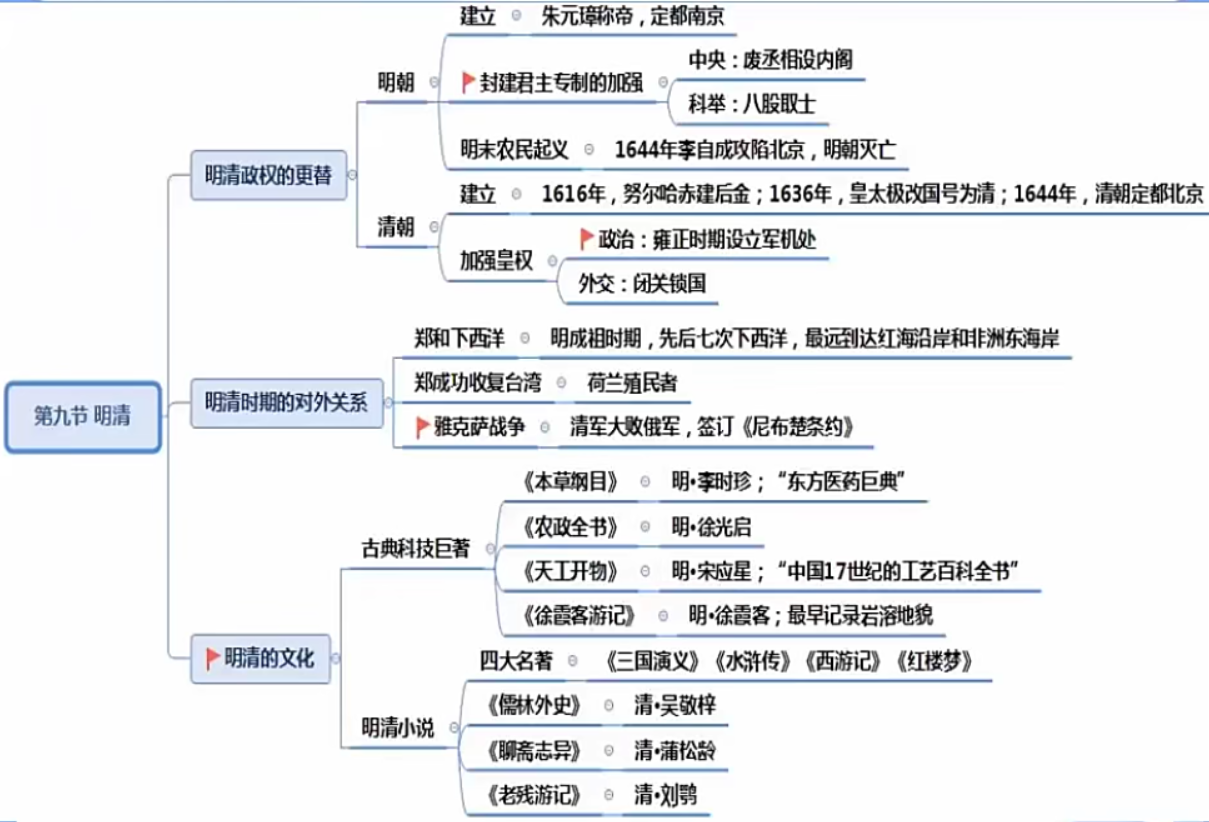 第九节 明清
明清政权的更替
明朝
建立
朱元璋称帝，定都南京
封建君主专制的加强
中央：废丞相设内阁
科举：八股取士
明末农民起义
1644年李自成攻陷北京，明朝灭亡
清朝
建立
1616年，努尔哈赤建后金；1636年，皇太极改国号为清；1644年，清朝定都北京
加强皇权
政治：雍正时期设立军机处
外交：闭关锁国
明清时期的对外关系
郑和下西洋
明成祖时期，先后七次下西洋，最远到达红海沿岸和非洲东海岸
郑成功收复台湾
荷兰殖民者
雅克萨战争
清军大败俄军，签订《尼布楚条约》
明清的文化
古典科技巨著
《本草纲目》
明•李时珍；“东方医药巨典”
《农政全书》
明•徐光启
《天工开物》
明•宋应星；“中国17世纪的工艺百科全书”
《徐霞客游记》
明•徐霞客；最早记录岩溶地貌
明清小说
四大名著
《三国演义》《水浒传》《西游记》《红楼梦》
《儒林外史》
清•吴敬梓
《聊斋志异》
清•蒲松龄
《老残游记》
清•刘鹗